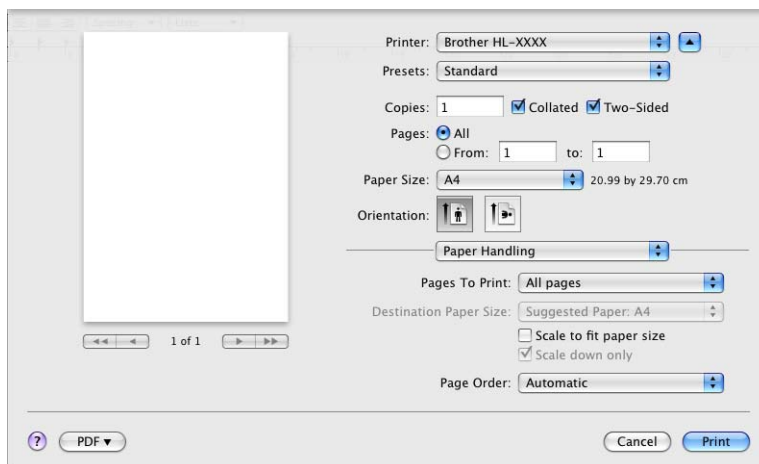 Printer: Brother HL-XXXX
Presets: Standard
Copies: 1 Collated Two-Sided
Pages: All
From: 1 to: 1
Paper Size: A4 20.99 by 29.70 cm
Orientation:
Paper Handling
Pages To Print: All pages
Destination Paper Size: Suggested Paper: A4
Scale to fit paper size
1 of 1
Scale down only
Page Order: Automatic
? PDF Cancel Print